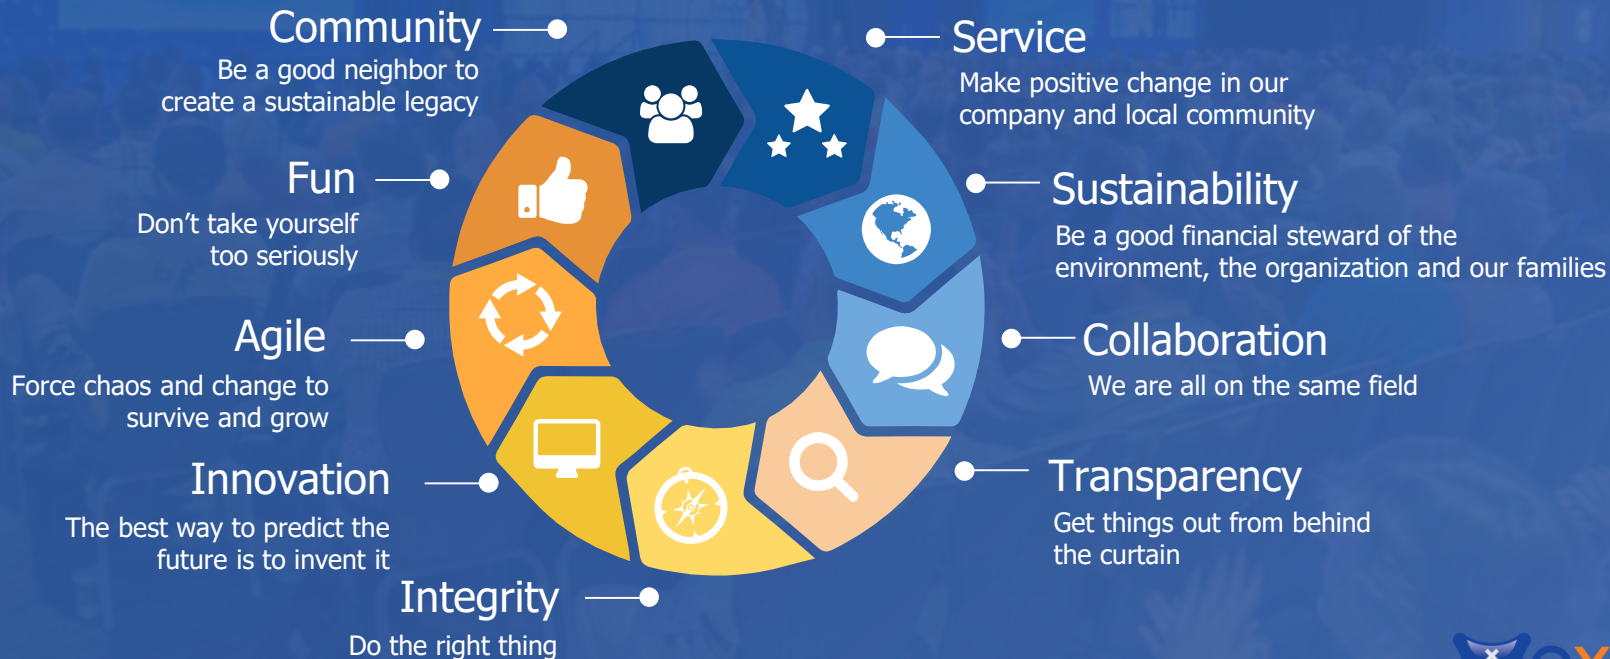 Community
Be a good neighbor to
create a sustainable legacy
Service
Make positive change in our
company and local community
Fun
Don't take yourself
too seriously
Sustainability
Be a good financial steward of the
environment, the organization and our families
Agile
Force chaos and change to
survive and grow
Collaboration
We are all on the same field
Innovation
The best way to predict the
future is to invent it
Transparency
Get things out from behind
the curtain
Integrity
Do the right thing